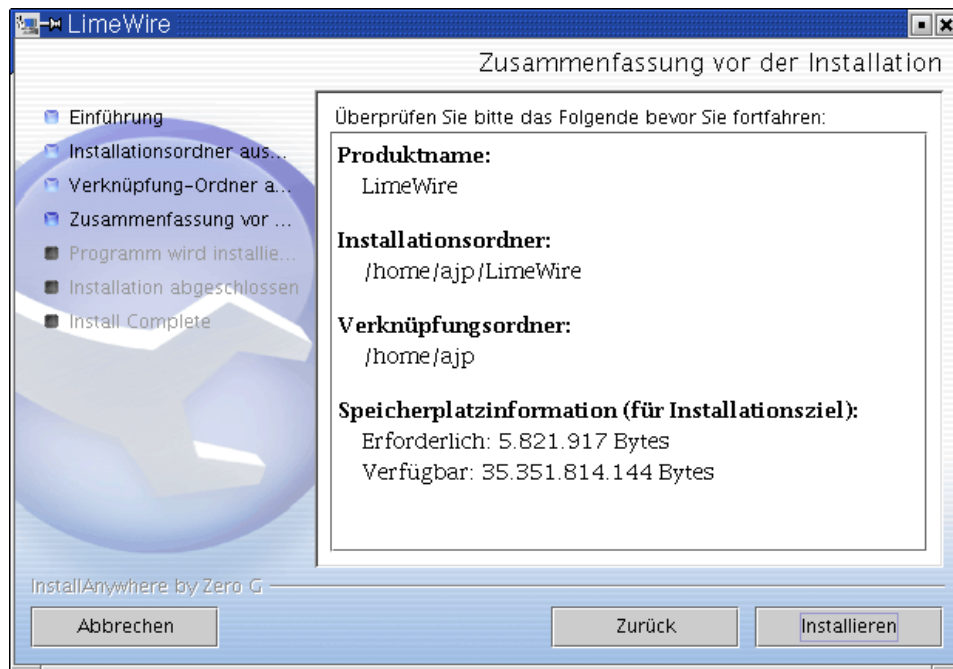 LimeWire
Zusammenfassung vor der Installation
Einführung
Installationsordner aus...
Verknüpfung-Ordner a...
Zusammenfassung vor ...
Programm wird installie...
Installation abgeschlossen
Install Complete
Überprüfen Sie bitte das Folgende bevor Sie fortfahren:
Produktname:
LimeWire
Installationsordner:
/home/ajp/LimeWire
Verknüpfungsordner:
/home/ajp
Speicherplatzinformation (für Installationsziel):
Erforderlich: 5.821.917 Bytes
Verfügbar: 35.351.814.144 Bytes
InstallAnywhere by Zero G
Abbrechen
Zurück
Installieren